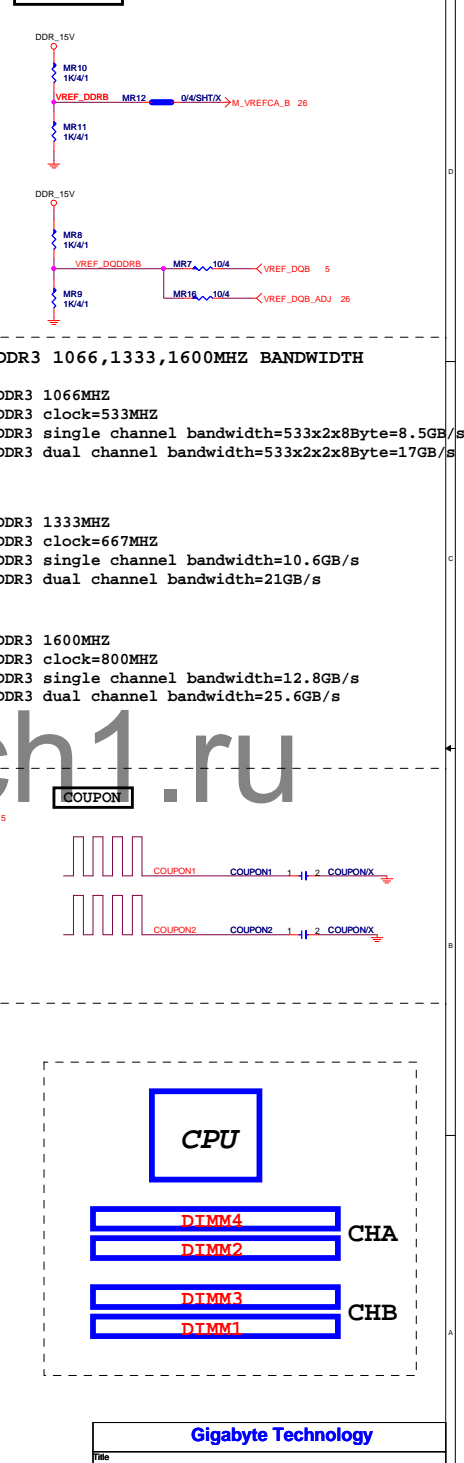 DDR_15V
MR10
1K/4/1
VREF_DDRB MR12 0/4/SHT/X M_VREFCA_B 26
MR11
1K/4/1
DDR_15V
MR8
1K/4/1
VREF_DQDDRB MR7 10/4 VREF_DQB 5
MR9
1K/4/1
MR16 10/4 VREF_DQB_ADJ 26
D
DDR3 1066,1333,1600MHZ BANDWIDTH
DDR3 1066MHZ
DDR3 clock=533MHZ
DDR3 single channel bandwidth=533x2x8Byte=8.5GB/s
DDR3 dual channel bandwidth=533x2x2x8Byte=17GB/s
DDR3 1333MHZ
DDR3 clock=667MHZ
DDR3 single channel bandwidth=10.6GB/s
DDR3 dual channel bandwidth=21GB/s
C
DDR3 1600MHZ
DDR3 clock=800MHZ
DDR3 single channel bandwidth=12.8GB/s
DDR3 dual channel bandwidth=25.6GB/s
ch1.ru
COUPON
5
COUPON1 COUPON1 1 2 COUPON/X
COUPON2 COUPON2 1 2 COUPON/X
B
CPU
DIMM4
DIMM2
CHA
DIMM3
DIMM1
CHB
A
Gigabyte Technology
Title